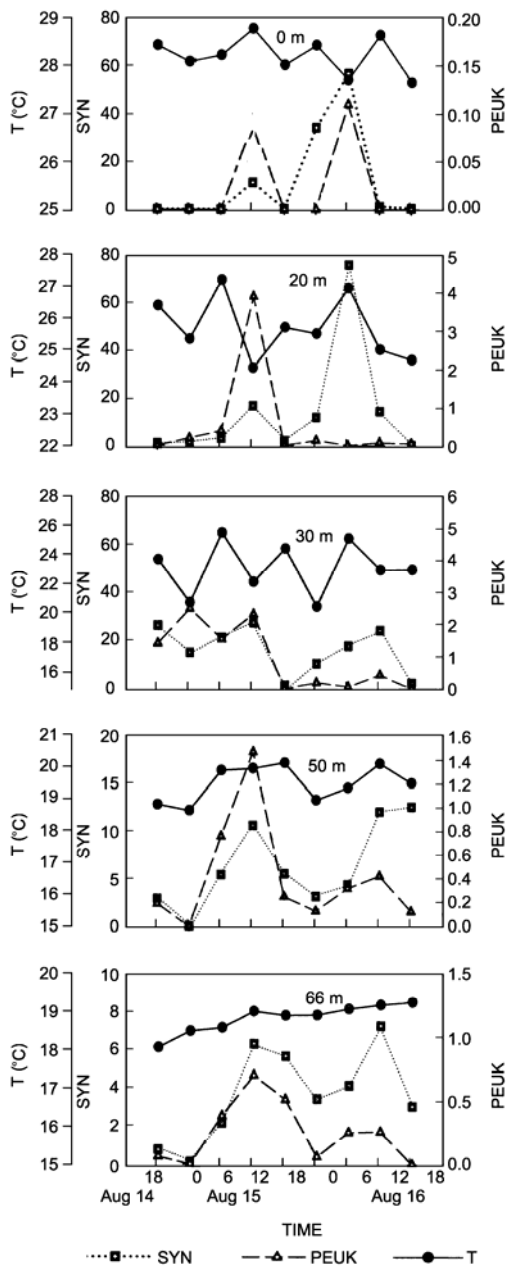 29 80 0.20
0 m
28 60 0.15
T (°C) SYN PEUK
27 40 0.10
26 20 0.05
25 0 0.00
28 80 5
20 m
27 4
60
26
3
T (°C) SYN 25 40 PEUK
2
24
20
23 1
22 0 0
28 80 6
30 m
26 5
60
24 4
T (°C) SYN 22 40 3 PEUK
20 2
20
18 1
16
0 0
21 20 1.6
50 m
20 1.4
15 1.2
19
1.0
T (°C) 18 SYN 10 0.8 PEUK
17 0.6
5 0.4
16
0.2
15 0 0.0
20 10 1.5
66 m
19 8
1.0
6
T (°C) 18 SYN PEUK
4
17 0.5
16 2
15 0 0.0
18 0 6 12 18 0 6 12 18
Aug 14 Aug 15 Aug 16
TIME
SYN PEUK T